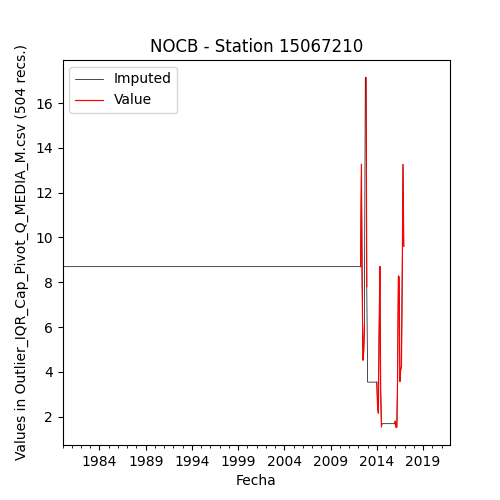 NOCB - Station 15067210
Imputed
Value
Values in Outlier_IQR_Cap_Pivot_Q_MEDIA_M.csv (504 recs.)
16
14
12
10
8
6
4
2
1984 1989 1994 1999 2004 2009 2014 2019
Fecha